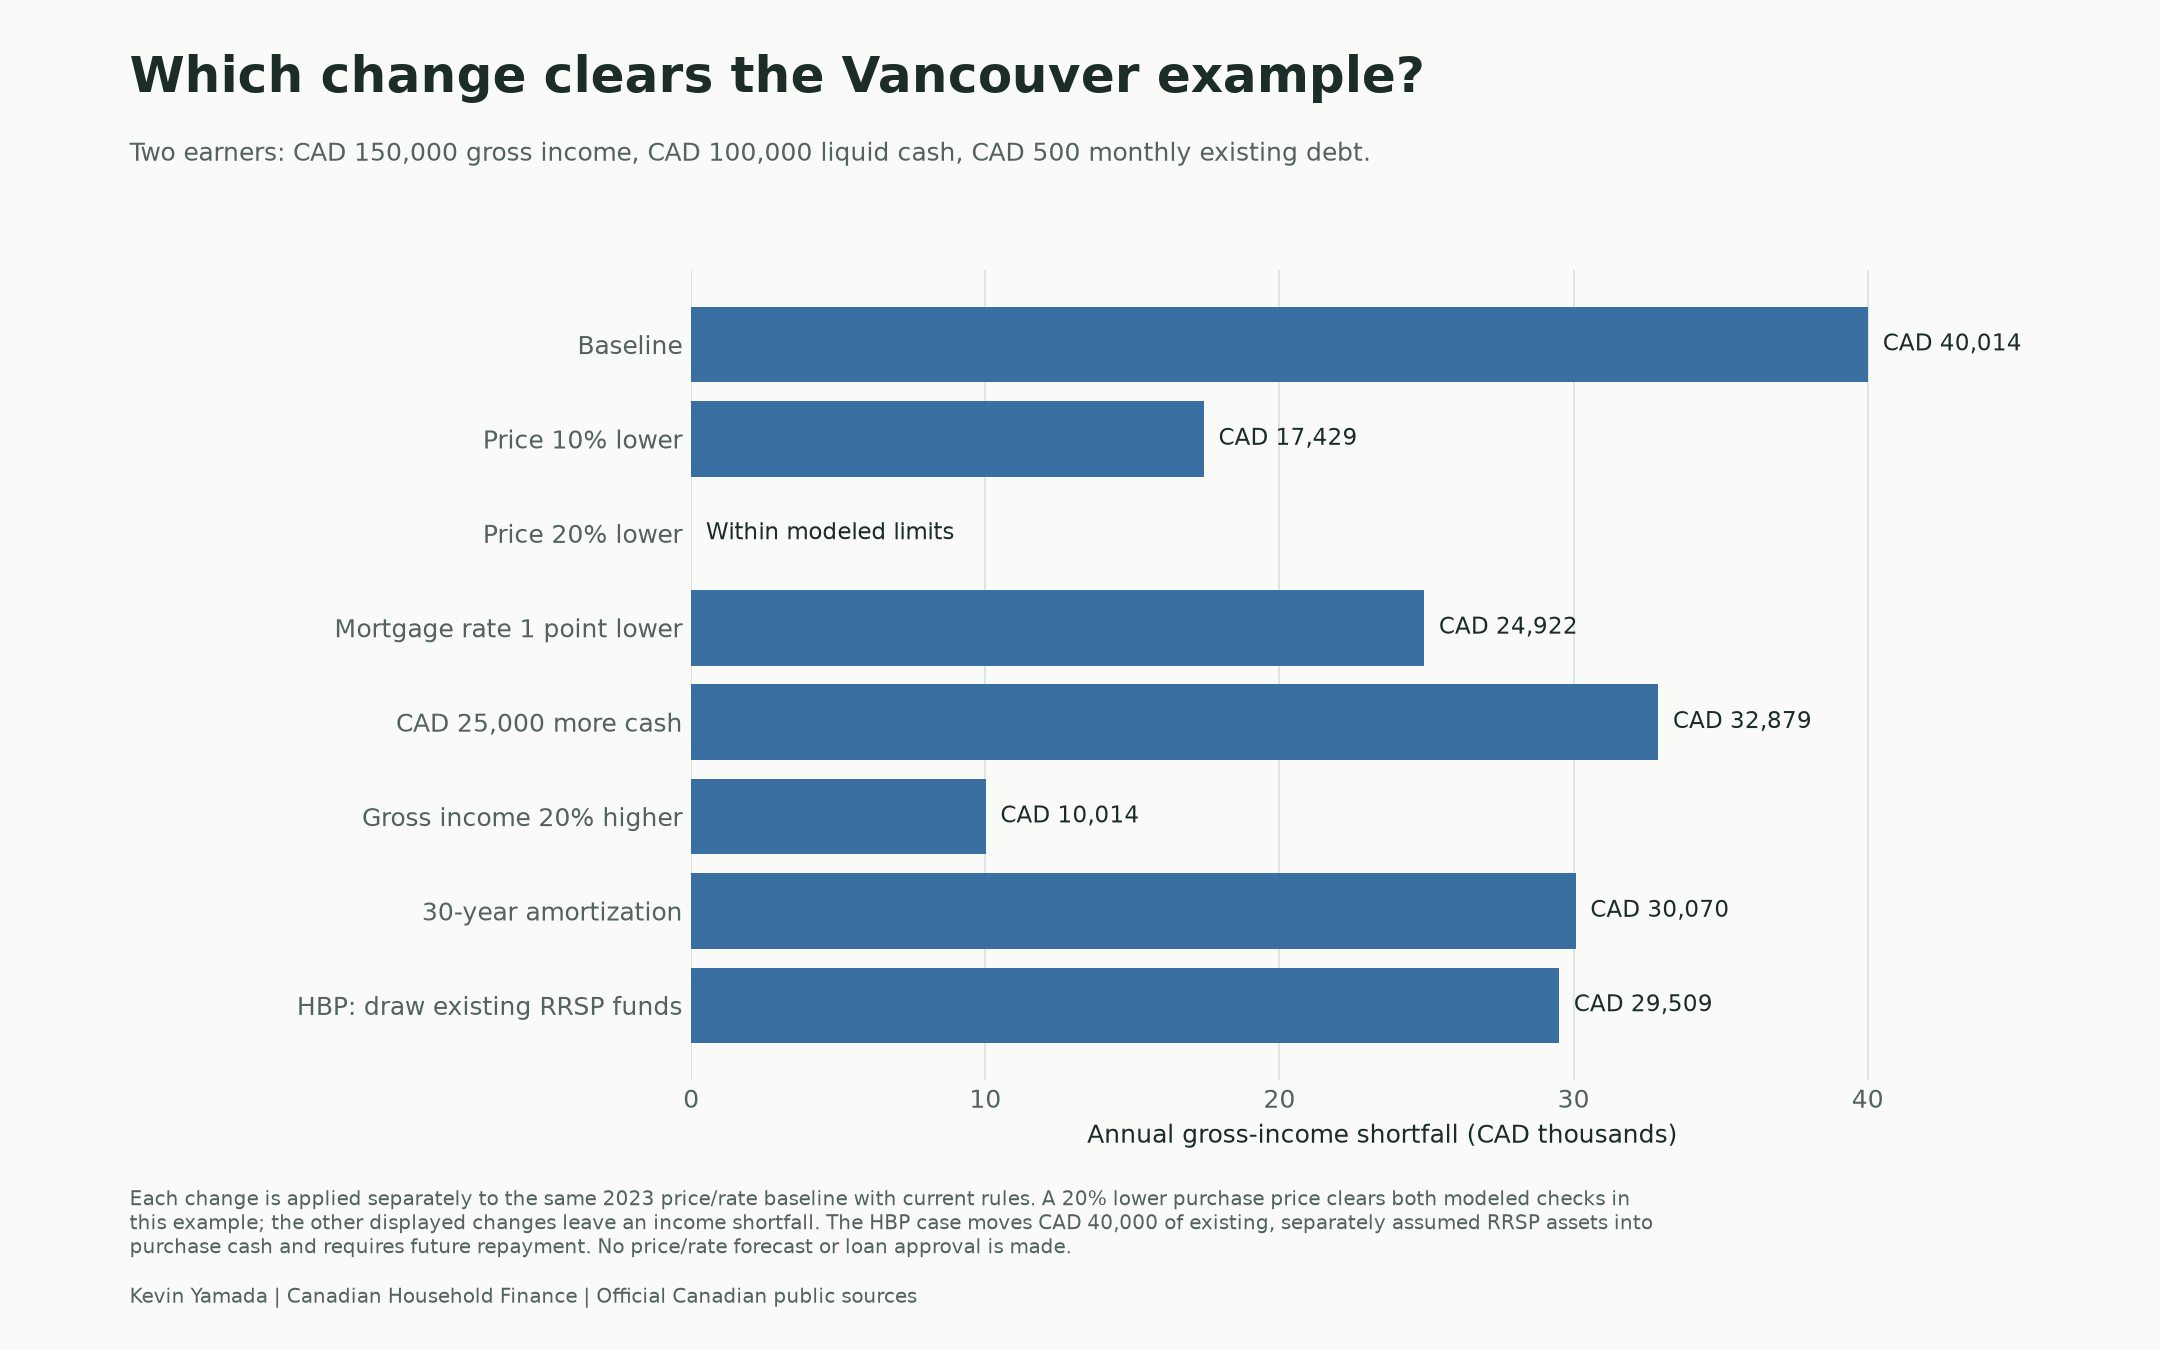 Which change clears the Vancouver example?
Two earners: CAD 150,000 gross income, CAD 100,000 liquid cash, CAD 500 monthly existing debt.
Baseline
CAD 40,014
Price 10% lower
CAD 17,429
Price 20% lower
Within modeled limits
Mortgage rate 1 point lower
CAD 24,922
CAD 25,000 more cash
CAD 32,879
Gross income 20% higher
CAD 10,014
30-year amortization
CAD 30,070
HBP: draw existing RRSP funds
CAD 29,509
0 10 20 30 40
Annual gross-income shortfall (CAD thousands)
Each change is applied separately to the same 2023 price/rate baseline with current rules. A 20% lower purchase price clears both modeled checks in
this example; the other displayed changes leave an income shortfall. The HBP case moves CAD 40,000 of existing, separately assumed RRSP assets into
purchase cash and requires future repayment. No price/rate forecast or loan approval is made.
Kevin Yamada | Canadian Household Finance | Official Canadian public sources